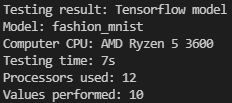 Testing result: Tensorflow model
Model: fashion_mnist
Computer CPU: AMD Ryzen 5 3600
Testing time: 7s
Processors used: 12
Values performed: 10